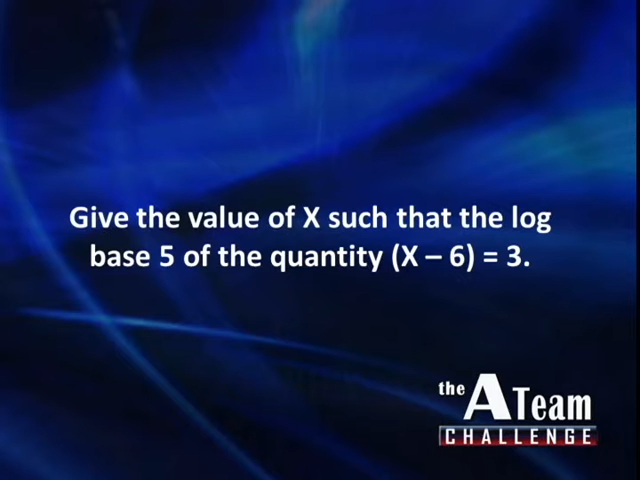 Give the value of X such that the log
base 5 of the quantity (X – 6) = 3.
the A Team
CHALLENGE